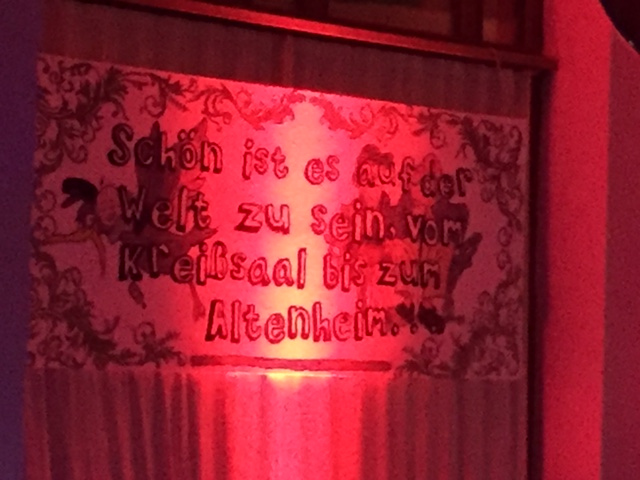 Schön ist es auf der
Welt zu sein, vom
Kreißsaal bis zum
Altenheim...